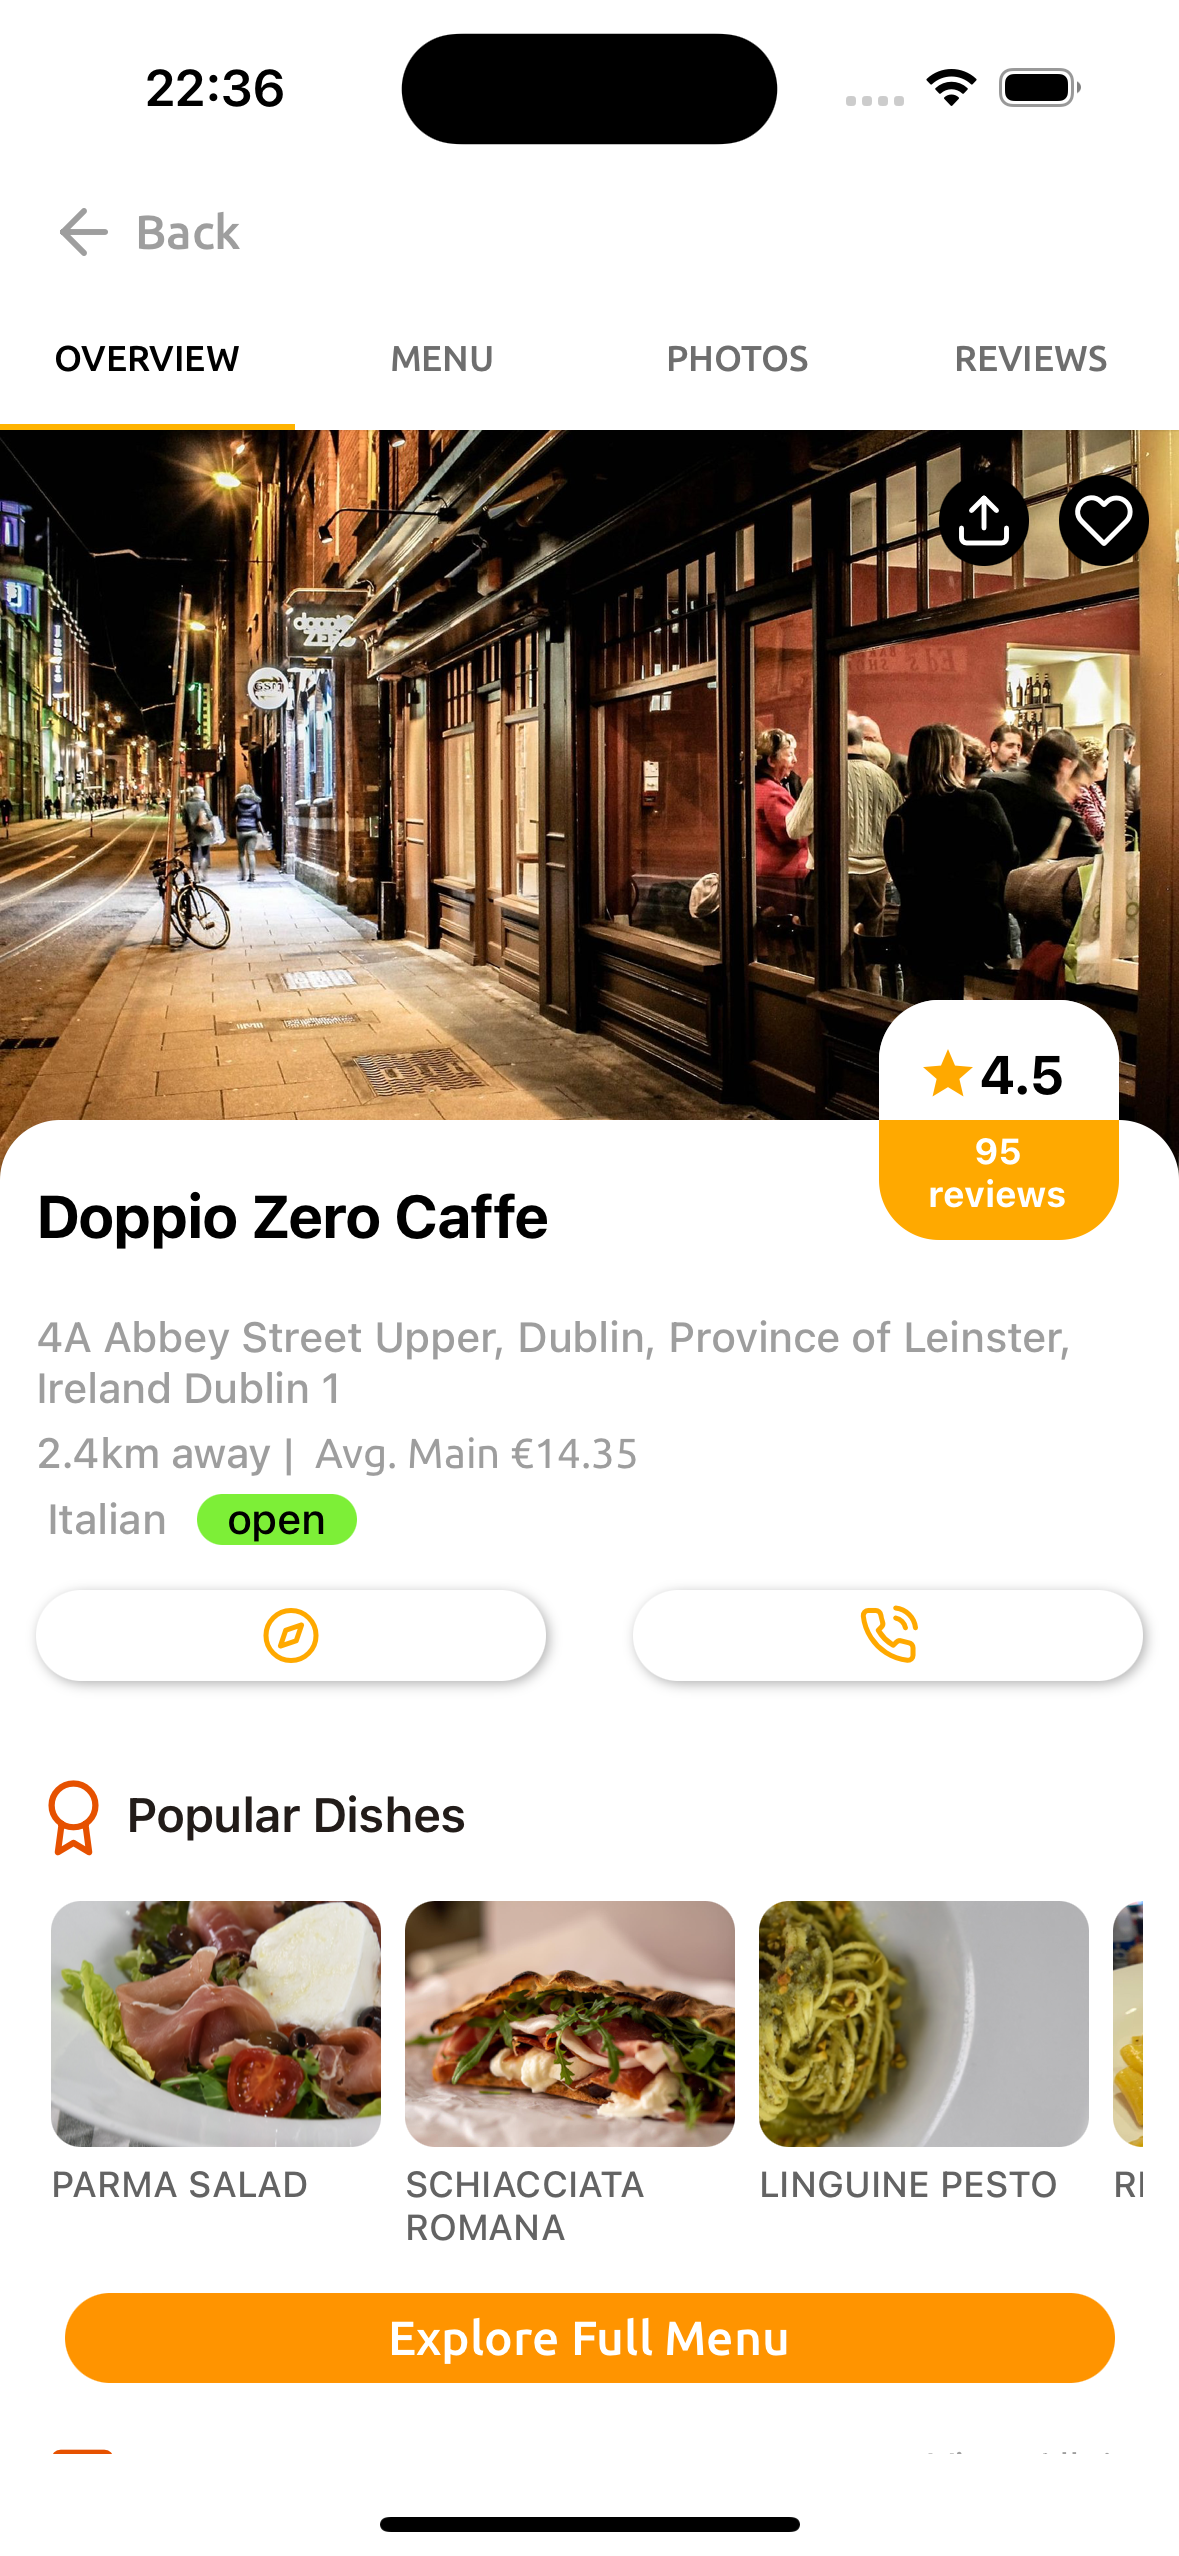 22:36
Back
OVERVIEW
MENU
PHOTOS
REVIEWS
doppio
ZERO
4.5
95
reviews
Doppio Zero Caffe
4A Abbey Street Upper, Dublin, Province of Leinster,
Ireland Dublin 1
2.4km away | Avg. Main €14.35
Italian
open
Popular Dishes
PARMA SALAD
SCHIACCIATA
ROMANA
LINGUINE PESTO
Explore Full Menu